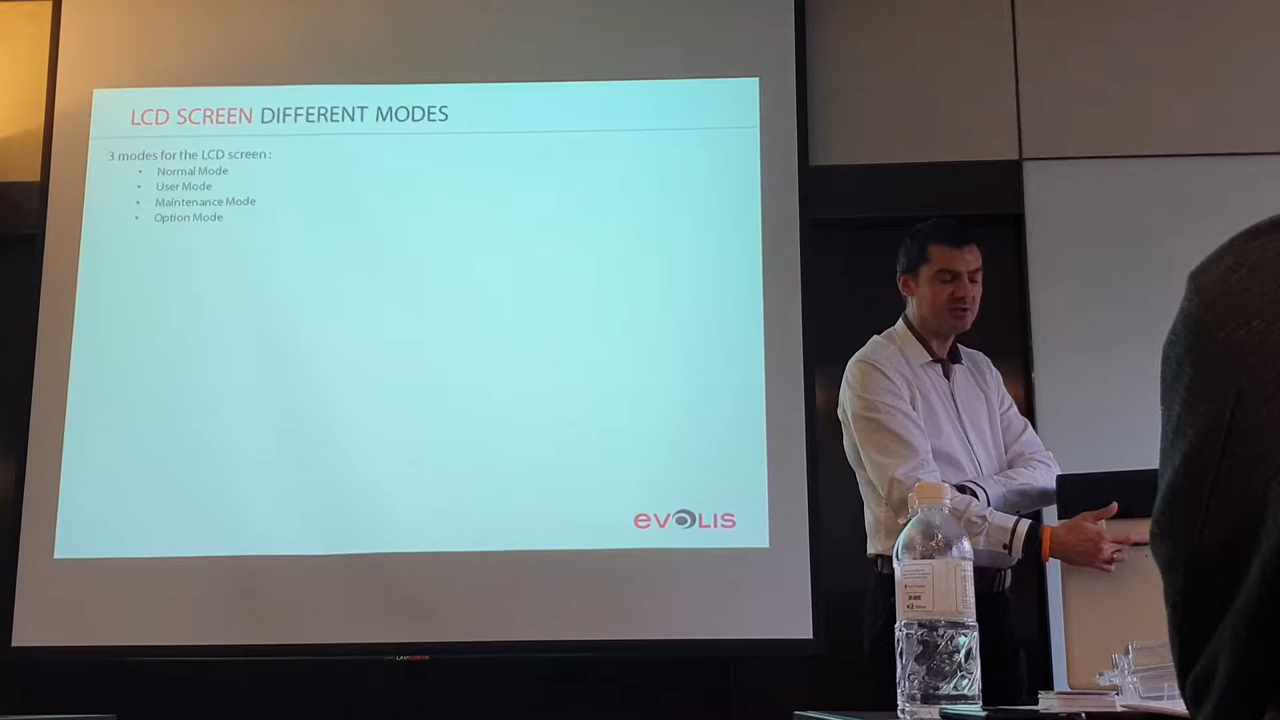 LCD SCREEN DIFFERENT MODES
3 modes for the LCD screen :
• Normal Mode
• User Mode
• Maintenance Mode
• Option Mode
evolis
LAVSCREEN